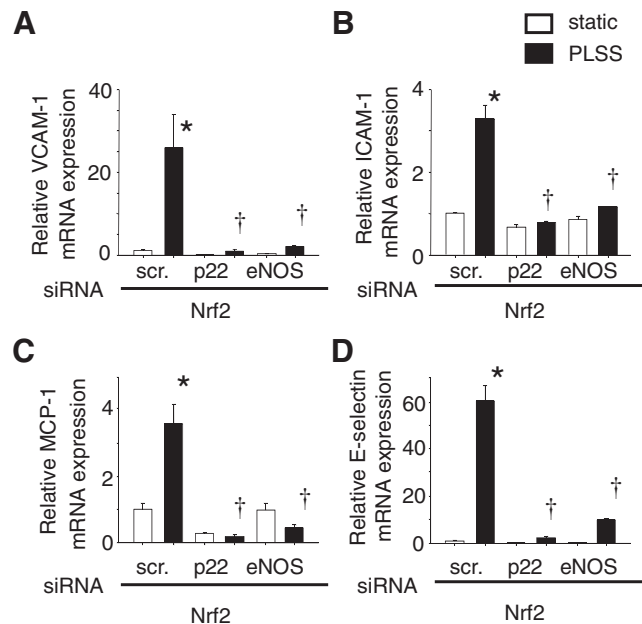 A
B
static
PLSS
Relative VCAM-1
mRNA expression
40
20
0
*
†
†
scr. p22 eNOS
siRNA
Nrf2
Relative ICAM-1
mRNA expression
4
2
0
*
†
†
scr. p22 eNOS
siRNA
Nrf2
C
D
Relative MCP-1
mRNA expression
4
2
0
*
†
†
scr. p22 eNOS
siRNA
Nrf2
Relative E-selectin
mRNA expression
60
40
20
0
*
†
†
scr. p22 eNOS
siRNA
Nrf2